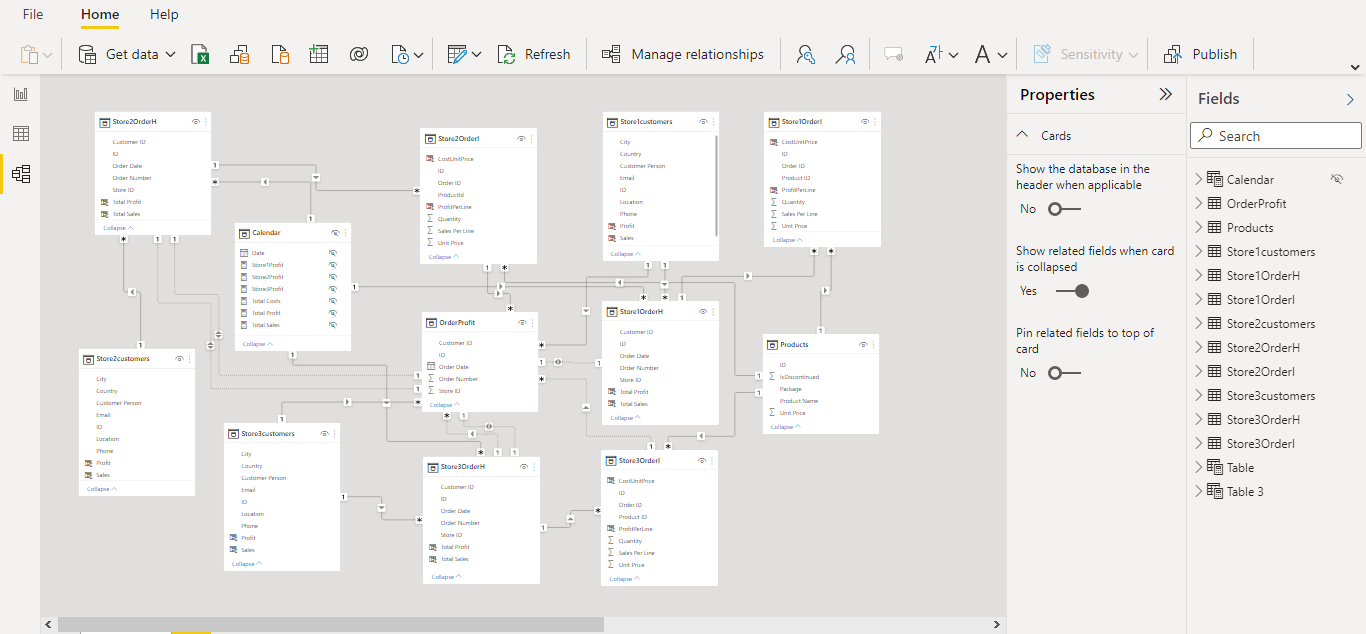 File Home Help
Get data Refresh Manage relationships Sensitivity Publish
Store2OrderH
Customer ID
ID
Order Date
Order Number
Store ID
Total Profit
Total Sales
Collapse
Store2OrderI
CostUnitPrice
ID
Order ID
ProductId
ProfitPerLine
Quantity
Sales Per Line
Unit Price
Collapse
Store1customers
City
Country
Customer Person
Email
ID
Location
Phone
Profit
Sales
Collapse
Store1OrderI
CostUnitPrice
ID
Order ID
Product ID
ProfitPerLine
Quantity
Sales Per Line
Unit Price
Collapse
Calendar
Date
Store1Profit
Store2Profit
Store3Profit
Total Costs
Total Profit
Total Sales
Collapse
OrderProfit
Customer ID
ID
Order Date
Order Number
Store ID
Collapse
Store1OrderH
Customer ID
ID
Order Date
Order Number
Store ID
Total Profit
Total Sales
Collapse
Products
ID
IsDiscontinued
Package
Product Name
Unit Price
Collapse
Store2customers
City
Country
Customer Person
Email
ID
Location
Phone
Profit
Sales
Collapse
Store3customers
City
Country
Customer Person
Email
ID
Location
Phone
Profit
Sales
Collapse
Store3OrderH
Customer ID
ID
Order Date
Order Number
Store ID
Total Profit
Total Sales
Collapse
Store3OrderI
CostUnitPrice
ID
Order ID
Product ID
ProfitPerLine
Quantity
Sales Per Line
Unit Price
Collapse
Properties
Cards
Show the database in the
header when applicable
No
Show related fields when card
is collapsed
Yes
Pin related fields to top of
card
No
Fields
Search
Calendar
OrderProfit
Products
Store1customers
Store1OrderH
Store1OrderI
Store2customers
Store2OrderH
Store2OrderI
Store3customers
Store3OrderH
Store3OrderI
Table
Table 3